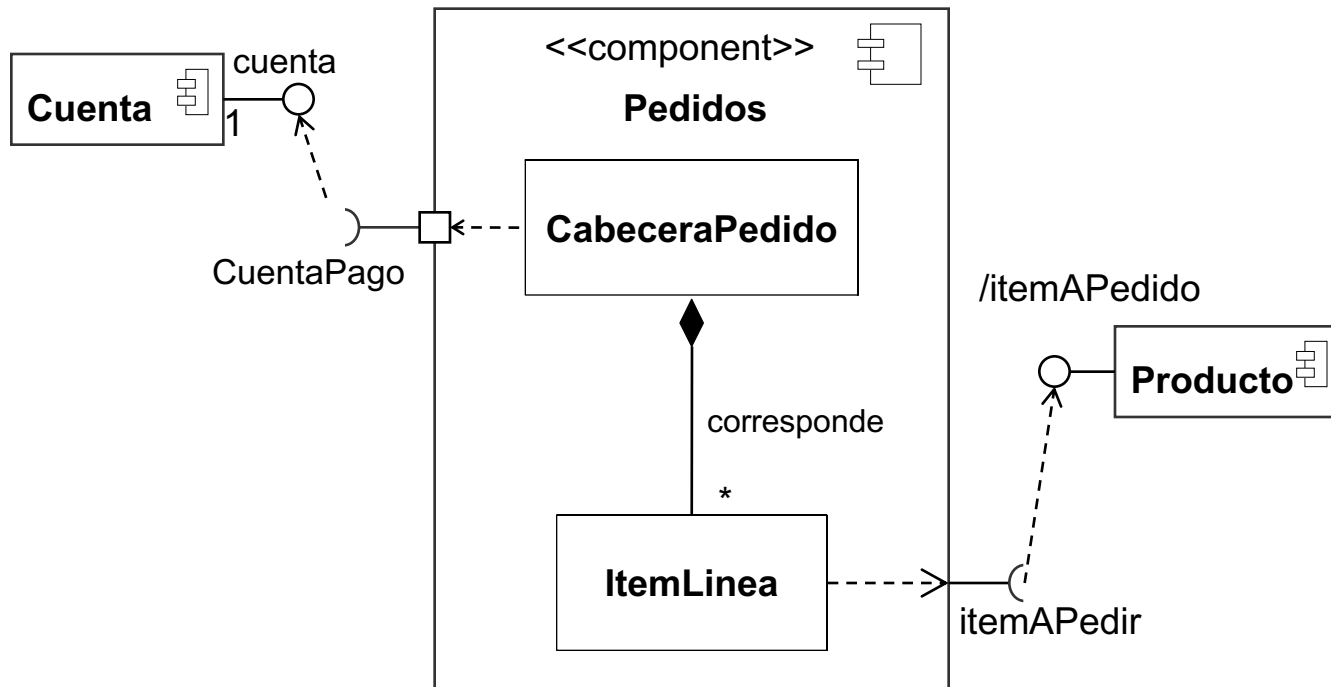 <<component>>
Pedidos
cuenta
Cuenta
1
CabeceraPedido
CuentaPago
/itemAPedido
Producto
corresponde
*
ItemLinea
itemAPedir